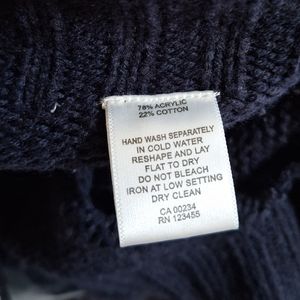 78% ACRYLIC
22% COTTON
HAND WASH SEPARATELY
IN COLD WATER
RESHAPE AND LAY
FLAT TO DRY
DO NOT BLEACH
IRON AT LOW SETTING
DRY CLEAN
CA 00234
RN 123455